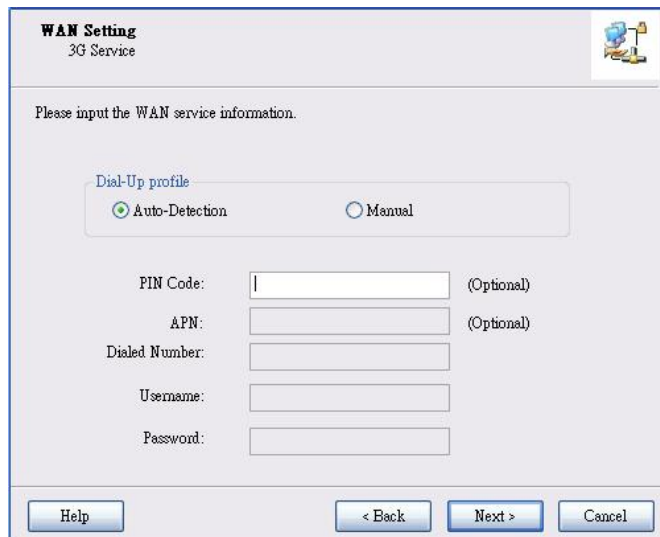 WAN Setting
3G Service
Please input the WAN service information.
Dial-Up profile
Auto-Detection Manual
PIN Code: (Optional)
APN: (Optional)
Dialed Number:
Username:
Password:
Help < Back Next > Cancel